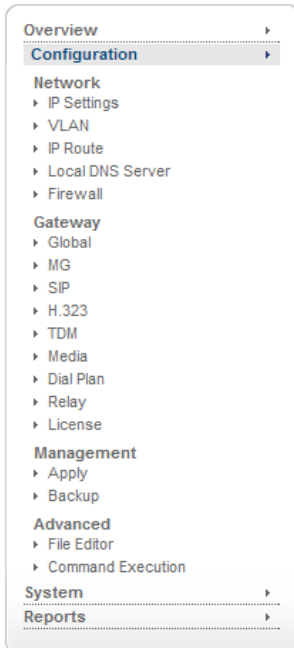 Overview
Configuration
Network
IP Settings
VLAN
IP Route
Local DNS Server
Firewall
Gateway
Global
MG
SIP
H.323
TDM
Media
Dial Plan
Relay
License
Management
Apply
Backup
Advanced
File Editor
Command Execution
System
Reports